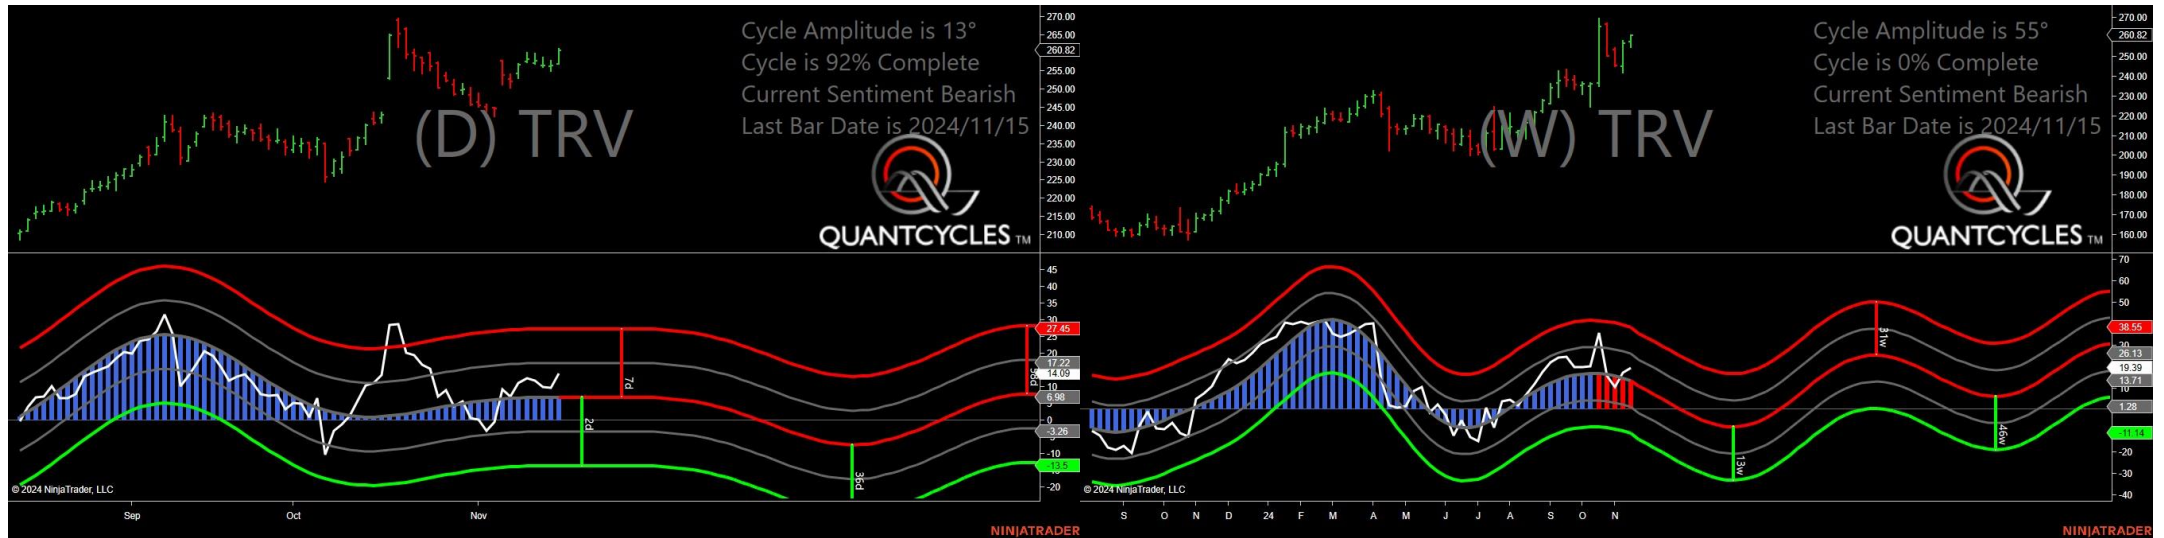 Cycle Amplitude is 13°
Cycle is 92% Complete
Current Sentiment Bearish
Last Bar Date is 2024/11/15
(D) TRV
QUANTCYCLES TM
270.00
265.00
260.82
255.00
250.00
245.00
240.00
235.00
230.00
225.00
220.00
215.00
210.00
45
40
35
30
27.45
25
20
17.22
14.09
10
6.98
0
-3.26
-10
-13.5
-20
7d
2d
36d
© 2024 NinjaTrader, LLC
Sep Oct Nov
NINJATRADER
Cycle Amplitude is 55°
Cycle is 0% Complete
Current Sentiment Bearish
Last Bar Date is 2024/11/15
(W) TRV
QUANTCYCLES TM
270.00
260.82
250.00
240.00
230.00
220.00
210.00
200.00
190.00
180.00
170.00
160.00
70
60
50
38.55
30
26.13
19.39
13.71
10
1.28
-11.14
-20
-30
-40
31w
13w
46w
© 2024 NinjaTrader, LLC
S O N D 24 F M A M J J A S O N
NINJATRADER